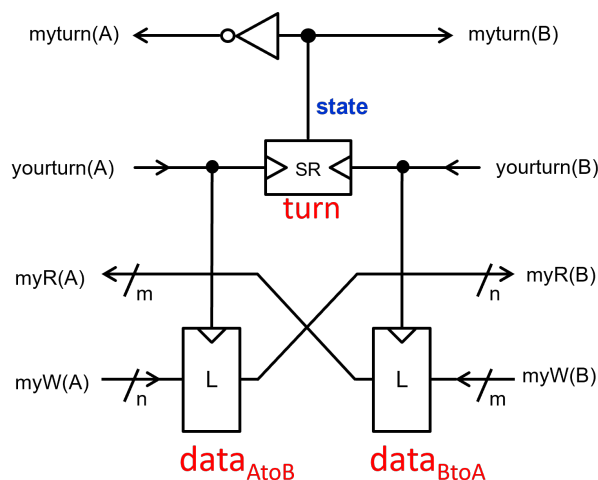 myturn(A) myturn(B)
state
yourturn(A) SR yourturn(B)
turn
myR(A) m n myR(B)
myW(A) n L L m myW(B)
dataAtoB dataBtoA